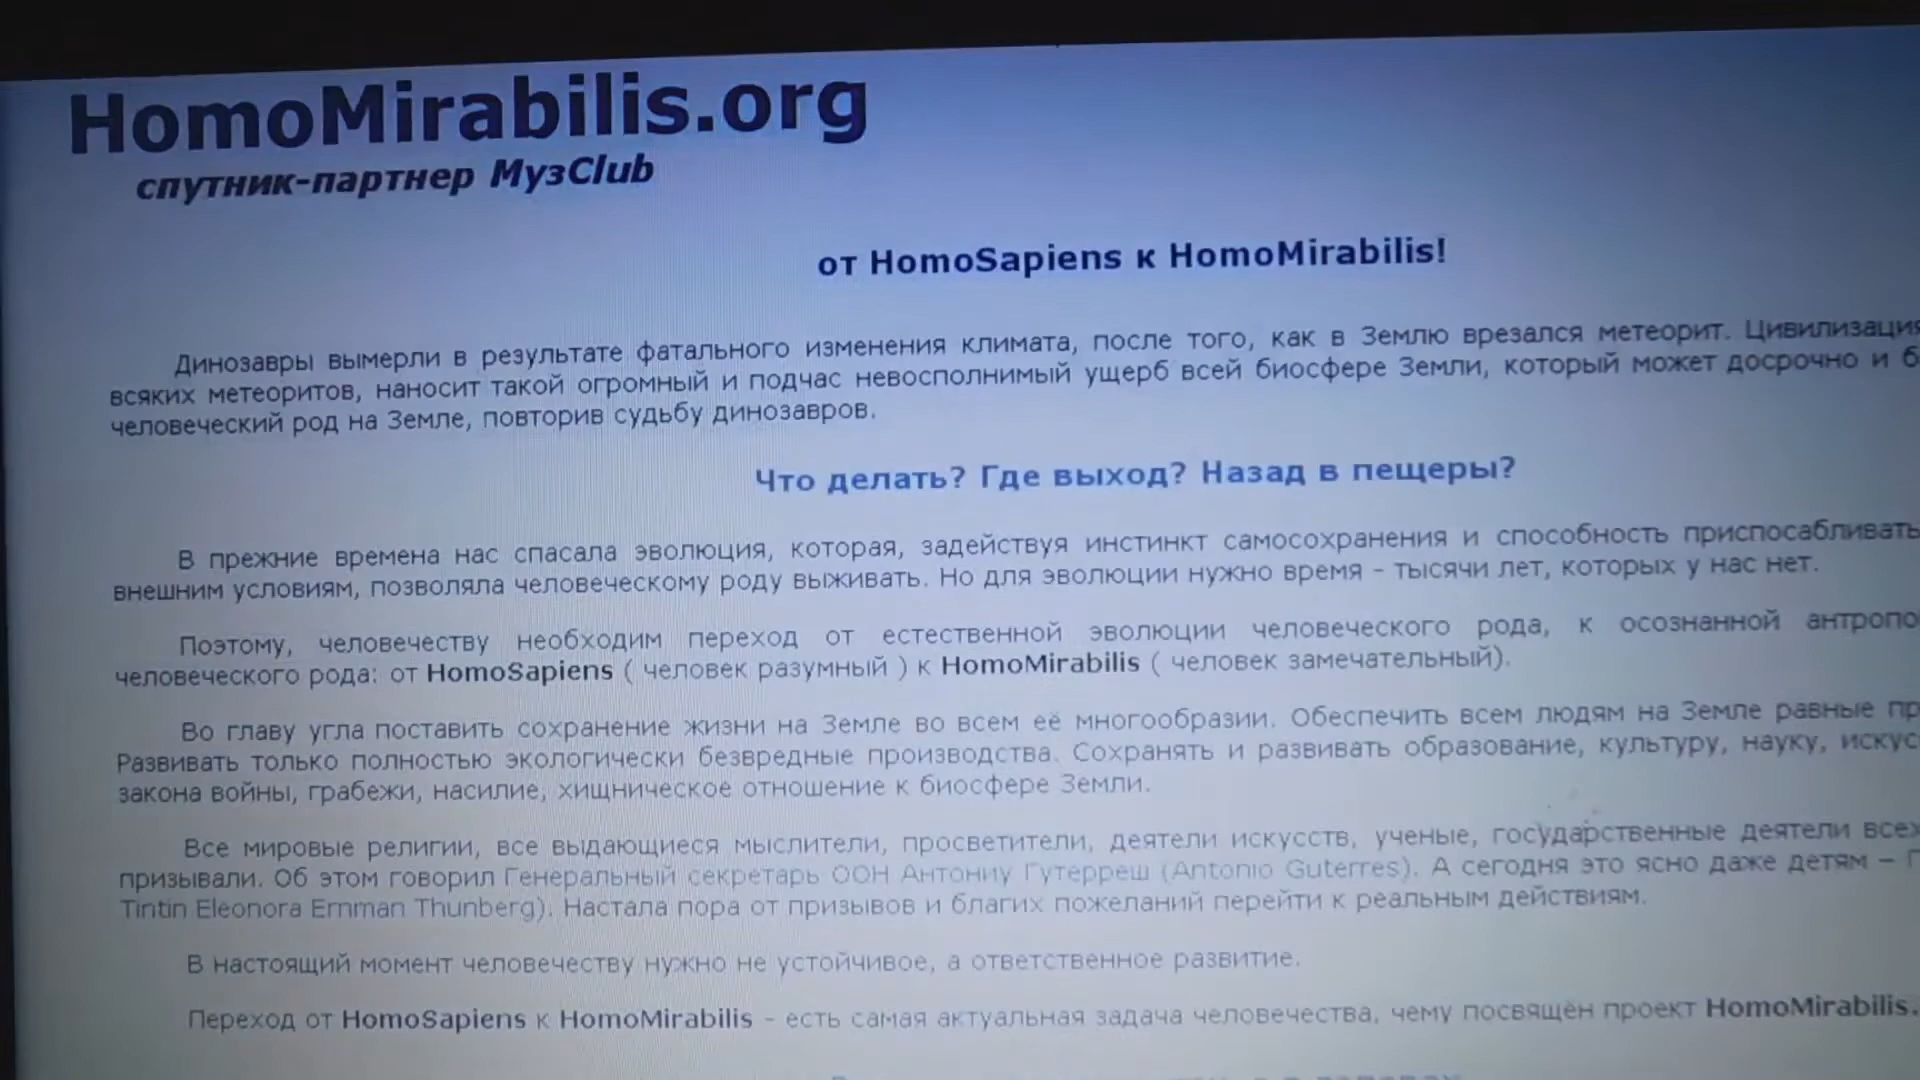 HomoMirabilis.org
спутник-партнер МузClub
от HomoSapiens к HomoMirabilis!
Динозавры вымерли в результате фатального изменения климата, после того, как в Землю врезался метеорит. Цивилизация
всяких метеоритов, наносит такой огромный и подчас невосполнимый ущерб всей биосфере Земли, который может досрочно и
человеческий род на Земле, повторив судьбу динозавров.
Что делать? Где выход? Назад в пещеры?
В прежние времена нас спасала эволюция, которая, задействуя инстинкт самосохранения и способность
внешним условиям, позволяла человеческому роду выживать. Но для эволюции нужно время - тысячи лет, которых у нас нет.
Поэтому, человечеству необходим переход от естественной эволюции человеческого рода, к осознанной
человеческого рода: от HomoSapiens ( человек разумный ) к HomoMirabilis ( человек замечательный).
Во главу угла поставить сохранение жизни на Земле во всем её многообразии. Обеспечить всем людям на Земле равные
Развивать только полностью экологически безвредные производства. Сохранять и развивать образование, культуру, науку,
закона войны, грабежи, насилие, хищническое отношение к биосфере Земли.
Все мировые религии, все выдающиеся мыслители, просветители, деятели искусств, ученые, государственные деятели
призывали. Об этом говорил Генеральный секретарь ООН Антониу Гутерреш (Antonio Guterres). А сегодня это ясно даже детям –
Tintin Eleonora Ernman Thunberg). Настала пора от призывов и благих пожеланий перейти к реальным действиям.
В настоящий момент человечеству нужно не устойчивое, а ответственное развитие.
Переход от HomoSapiens к HomoMirabilis - есть самая актуальная задача человечества, чему посвящён проект HomoMirabilis.